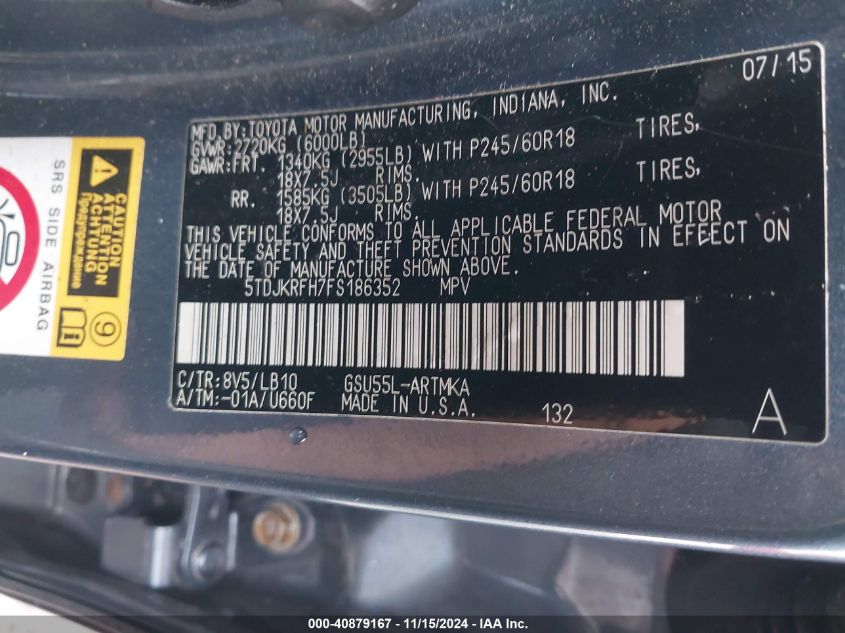 07/15
MFD.BY:TOYOTA MOTOR MANUFACTURING, INDIANA, INC.
GVWR:2720KG (6000LB)
GAWR:FRT. 1340KG (2955LB) WITH P245/60R18 TIRES,
18X7.5J RIMS.
RR. 1585KG (3505LB) WITH P245/60R18 TIRES,
18X7.5J RIMS.
THIS VEHICLE CONFORMS TO ALL APPLICABLE FEDERAL MOTOR
VEHICLE SAFETY AND THEFT PREVENTION STANDARDS IN EFFECT ON
THE DATE OF MANUFACTURE SHOWN ABOVE.
5TDJKRFH7FS186352 MPV
C/TR:8V5/LB10 GSU55L-ARTMKA
A/TM:-01A/U660F MADE IN U.S.A. 132 A
SRS SIDE AIRBAG
CAUTION
ATTENTION
ACHTUNG
Предупреждение
9
000-40879167 - 11/15/2024 - IAA Inc.